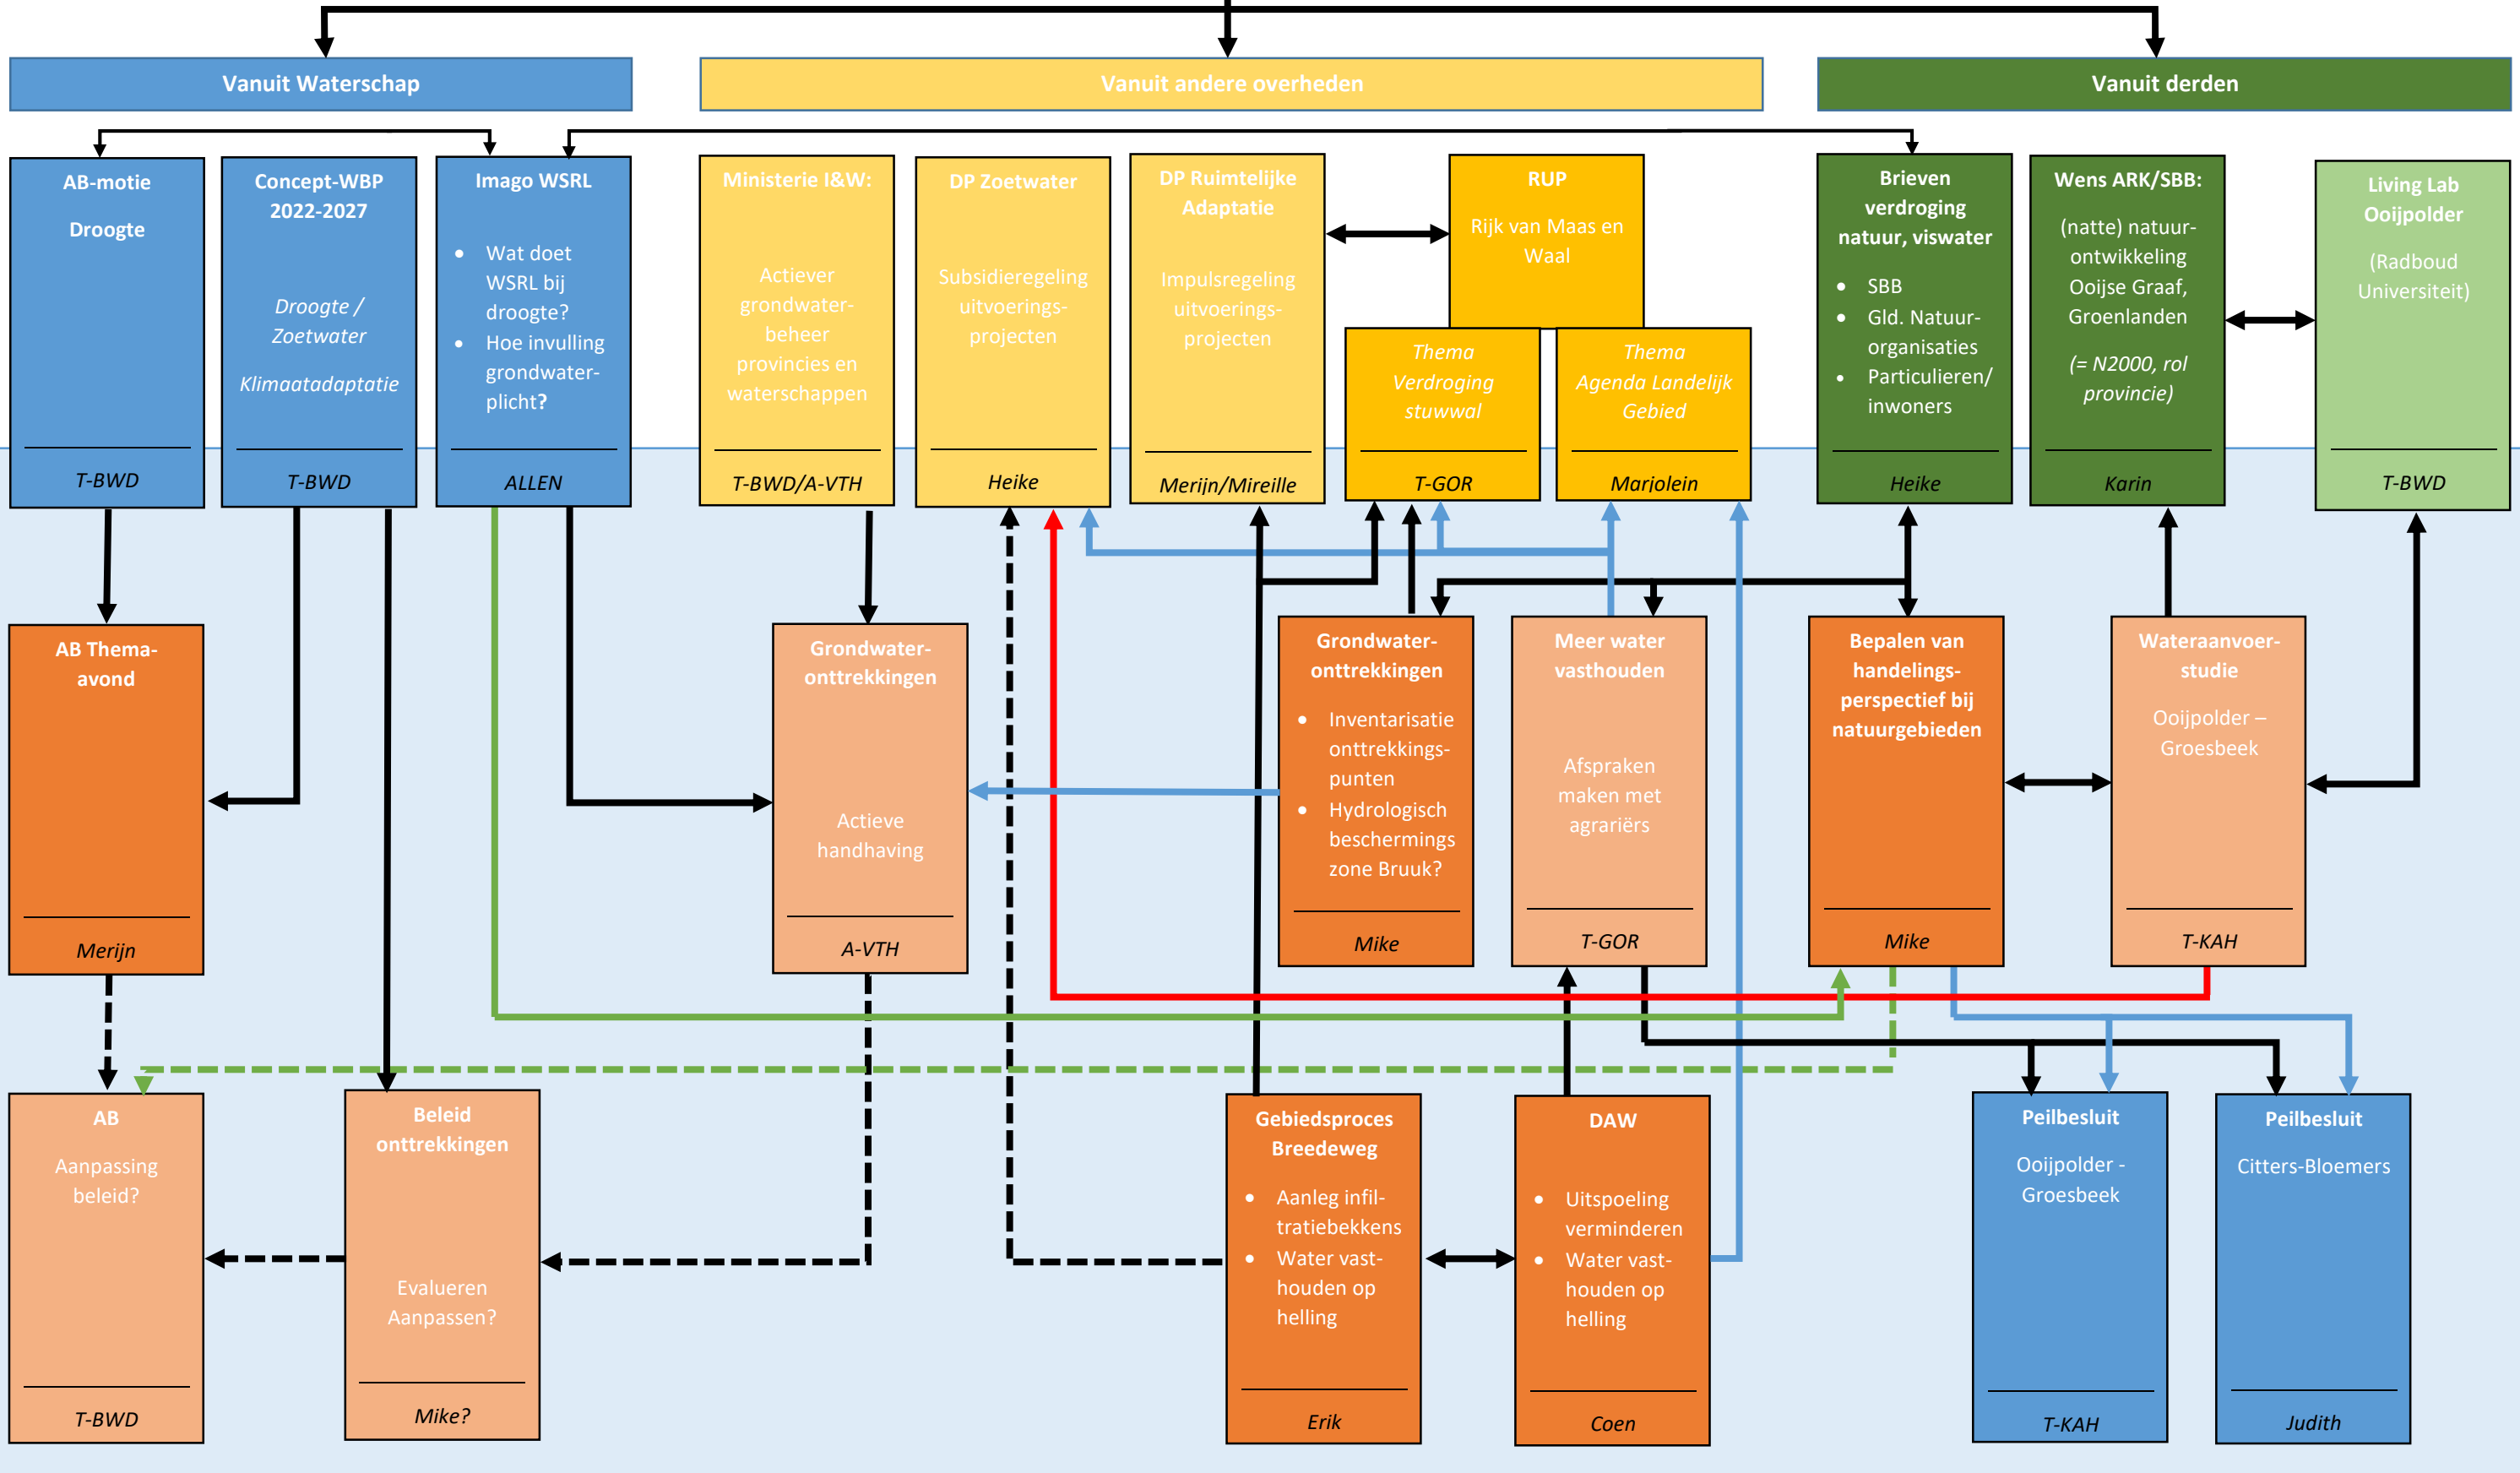 Vanuit Waterschap
Vanuit andere overheden
Vanuit derden
AB-motie
Droogte
T-BWD
Concept-WBP
2022-2027
Droogte /
Zoetwater
Klimaatadaptatie
T-BWD
Imago WSRL
• Wat doet
WSRL bij
droogte?
• Hoe invulling
grondwater-
plicht?
ALLEN
Ministerie I&W:
Actiever
grondwater-
beheer
provincies en
waterschappen
T-BWD/A-VTH
DP Zoetwater
Subsidieregeling
uitvoerings-
projecten
Heike
DP Ruimtelijke
Adaptatie
Impulsregeling
uitvoerings-
projecten
Merijn/Mireille
RUP
Rijk van Maas en
Waal
Thema
Verdroging
stuwwal
T-GOR
Thema
Agenda Landelijk
Gebied
Marjolein
Brieven
verdroging
natuur, viswater
• SBB
• Gld. Natuur-
organisaties
• Particulieren/
inwoners
Heike
Wens ARK/SBB:
(natte) natuur-
ontwikkeling
Ooijse Graaf,
Groenlanden
(= N2000, rol
provincie)
Karin
Living Lab
Ooijpolder
(Radboud
Universiteit)
T-BWD
AB Thema-
avond
Merijn
Grondwater-
onttrekkingen
Actieve
handhaving
A-VTH
Grondwater-
onttrekkingen
• Inventarisatie
onttrekkings-
punten
• Hydrologisch
beschermings
zone Bruuk?
Mike
Meer water
vasthouden
Afspraken
maken met
agrariërs
T-GOR
Bepalen van
handelings-
perspectief bij
natuurgebieden
Mike
Wateraanvoer-
studie
Ooijpolder –
Groesbeek
T-KAH
AB
Aanpassing
beleid?
T-BWD
Beleid
onttrekkingen
Evalueren
Aanpassen?
Mike?
Gebiedsproces
Breedeweg
• Aanleg infil-
tratiebekkens
• Water vast-
houden op
helling
Erik
DAW
• Uitspoeling
verminderen
• Water vast-
houden op
helling
Coen
Peilbesluit
Ooijpolder -
Groesbeek
T-KAH
Peilbesluit
Citters-Bloemers
Judith